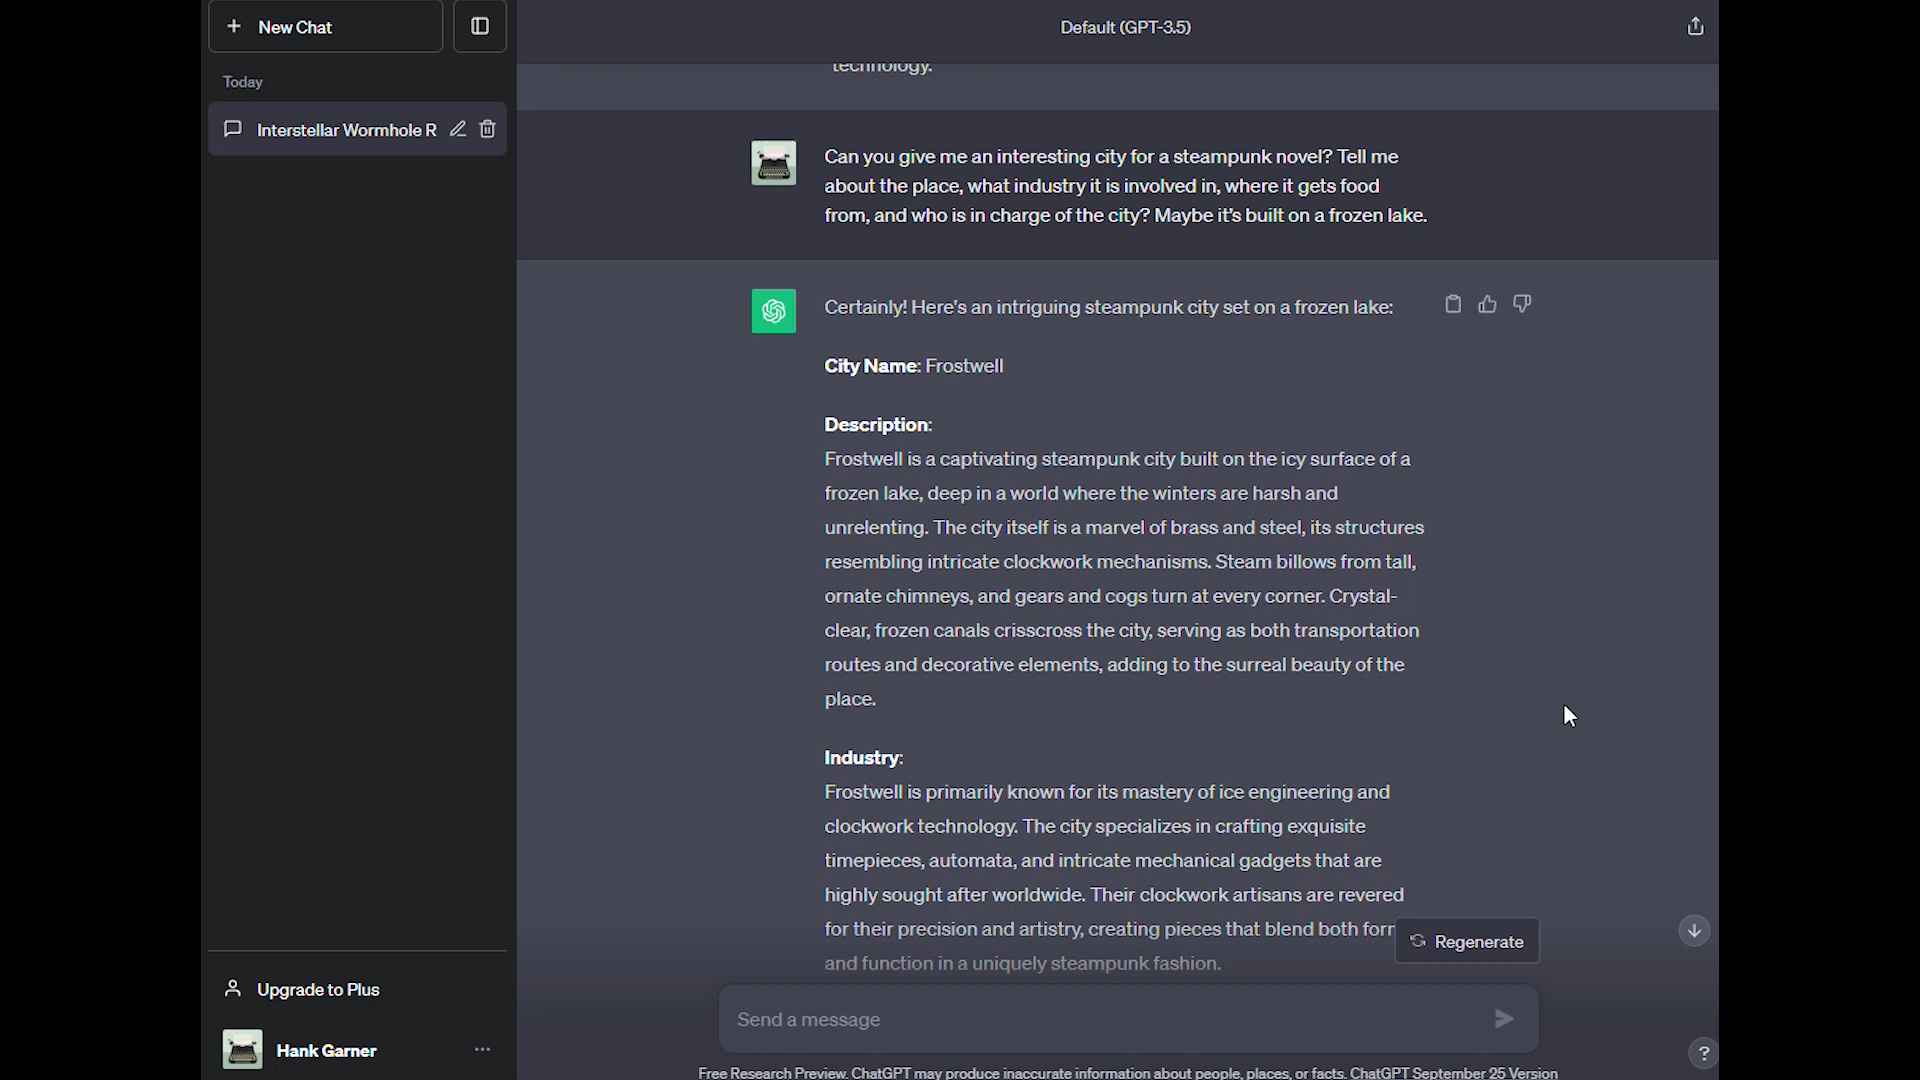 New Chat
Default (GPT-3.5)
technology.
Today
Interstellar Wormhole R
Can you give me an interesting city for a steampunk novel? Tell me
about the place, what industry it is involved in, where it gets food
from, and who is in charge of the city? Maybe it's built on a frozen lake.
Certainly! Here's an intriguing steampunk city set on a frozen lake:
City Name: Frostwell
Description:
Frostwell is a captivating steampunk city built on the icy surface of a
frozen lake, deep in a world where the winters are harsh and
unrelenting. The city itself is a marvel of brass and steel, its structures
resembling intricate clockwork mechanisms. Steam billows from tall,
ornate chimneys, and gears and cogs turn at every corner. Crystal-
clear, frozen canals crisscross the city, serving as both transportation
routes and decorative elements, adding to the surreal beauty of the
place.
Industry:
Frostwell is primarily known for its mastery of ice engineering and
clockwork technology. The city specializes in crafting exquisite
timepieces, automata, and intricate mechanical gadgets that are
highly sought after worldwide. Their clockwork artisans are revered
for their precision and artistry, creating pieces that blend both form
and function in a uniquely steampunk fashion.
Regenerate
Upgrade to Plus
Send a message
Hank Garner
?
Free Research Preview. ChatGPT may produce inaccurate information about people, places, or facts. ChatGPT September 25 Version